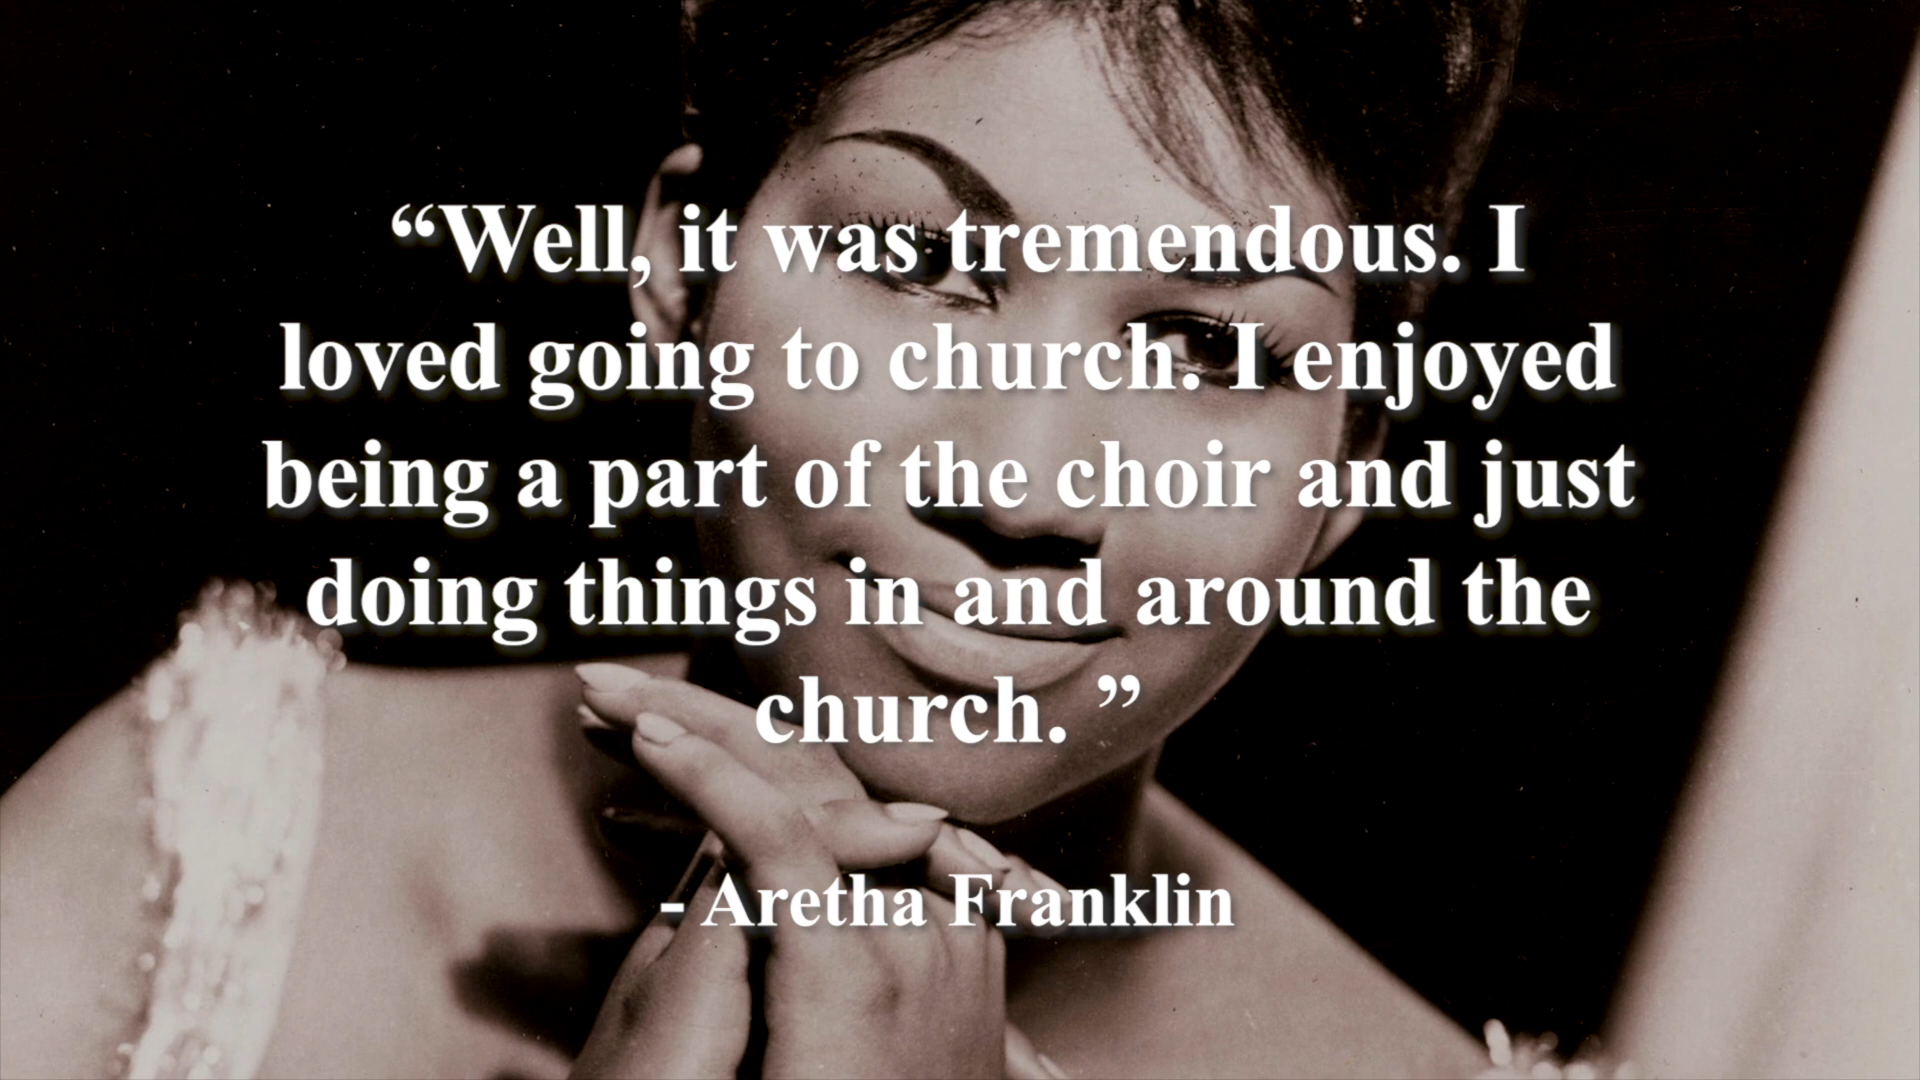 “Well, it was tremendous. I
loved going to church. I enjoyed
being a part of the choir and just
doing things in and around the
church. ”
- Aretha Franklin